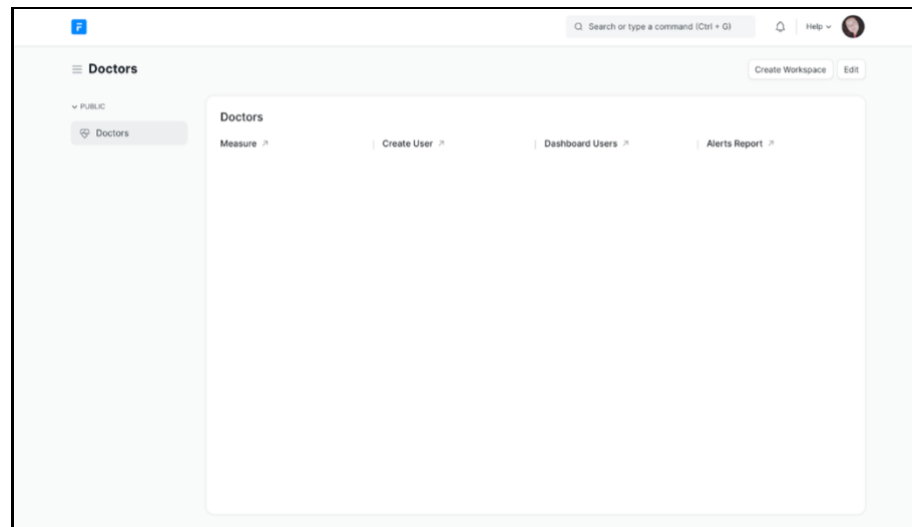 F
Search or type a command (Ctrl + G)
Help
Doctors
Create Workspace
Edit
PUBLIC
Doctors
Doctors
Measure
Create User
Dashboard Users
Alerts Report